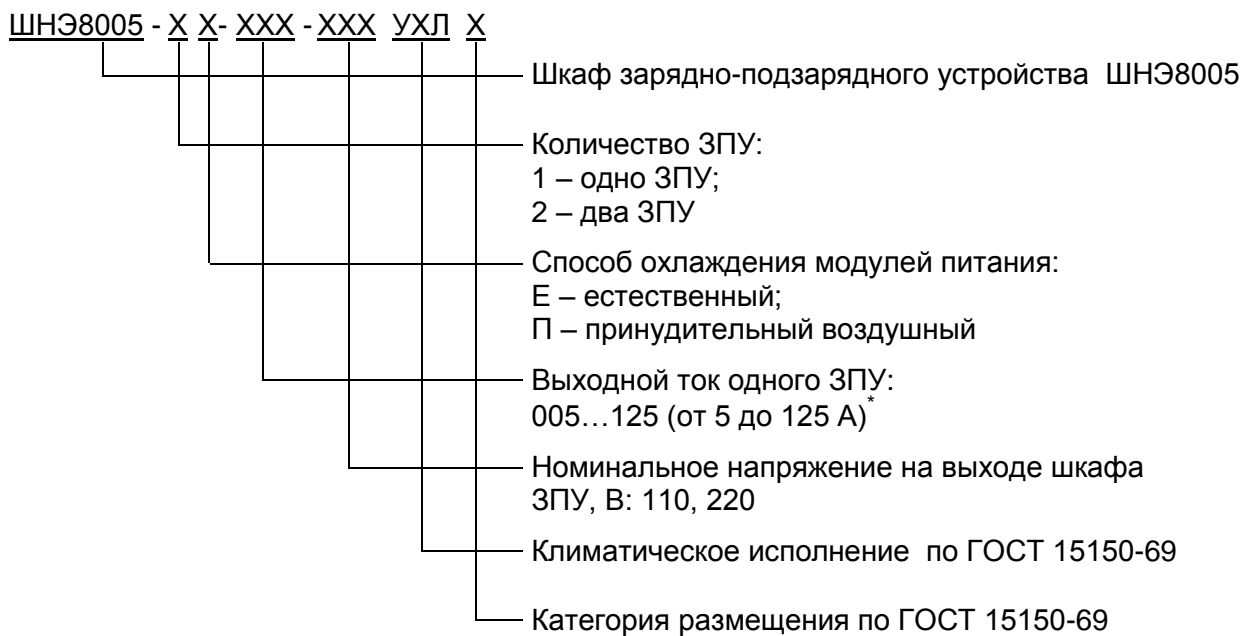 ШНЭ8005 - Х Х- ХХХ - ХХХ УХЛ Х
Шкаф зарядно-подзарядного устройства ШНЭ8005
Количество ЗПУ:
1 – одно ЗПУ;
2 – два ЗПУ
Способ охлаждения модулей питания:
Е – естественный;
П – принудительный воздушный
Выходной ток одного ЗПУ:
005…125 (от 5 до 125 А)*
Номинальное напряжение на выходе шкафа
ЗПУ, В: 110, 220
Климатическое исполнение по ГОСТ 15150-69
Категория размещения по ГОСТ 15150-69